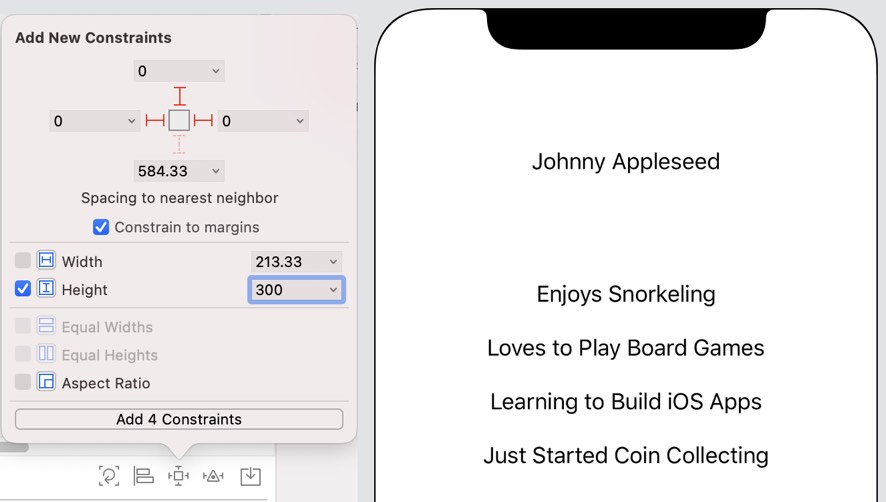 Add New Constraints
0
0
0
584.33
Spacing to nearest neighbor
Constrain to margins
Width 213.33
Height 300
Equal Widths
Equal Heights
Aspect Ratio
Add 4 Constraints
Johnny Appleseed
Enjoys Snorkeling
Loves to Play Board Games
Learning to Build iOS Apps
Just Started Coin Collecting